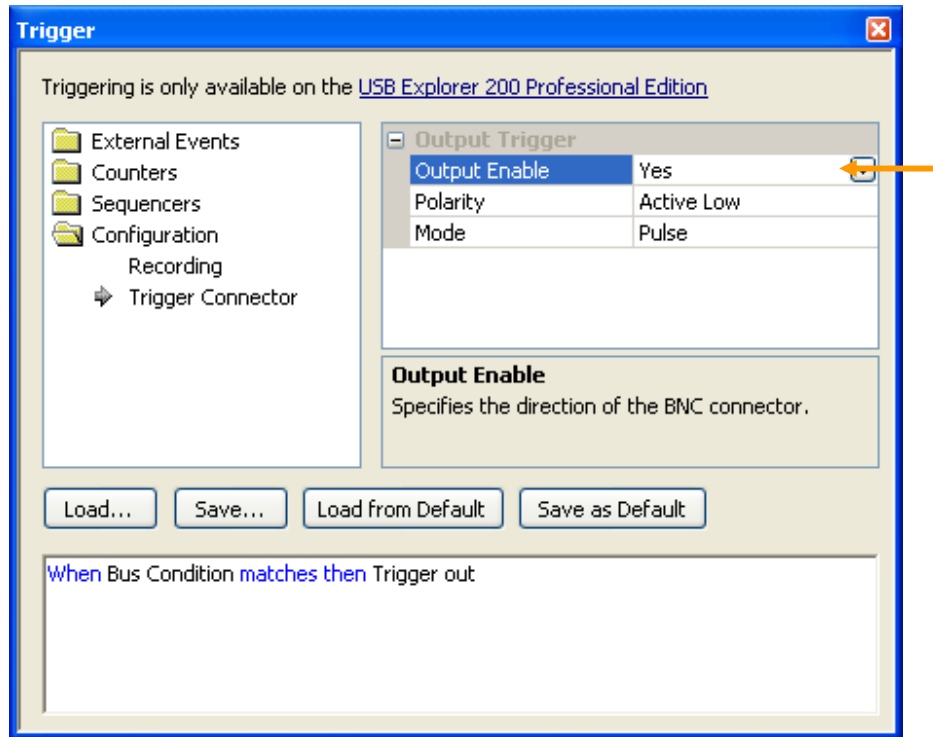 Trigger
Triggering is only available on the USB Explorer 200 Professional Edition
External Events
Counters
Sequencers
Configuration
Recording
Trigger Connector
Output Trigger
Output Enable Yes
Polarity Active Low
Mode Pulse
Output Enable
Specifies the direction of the BNC connector.
Load... Save... Load from Default Save as Default
When Bus Condition matches then Trigger out